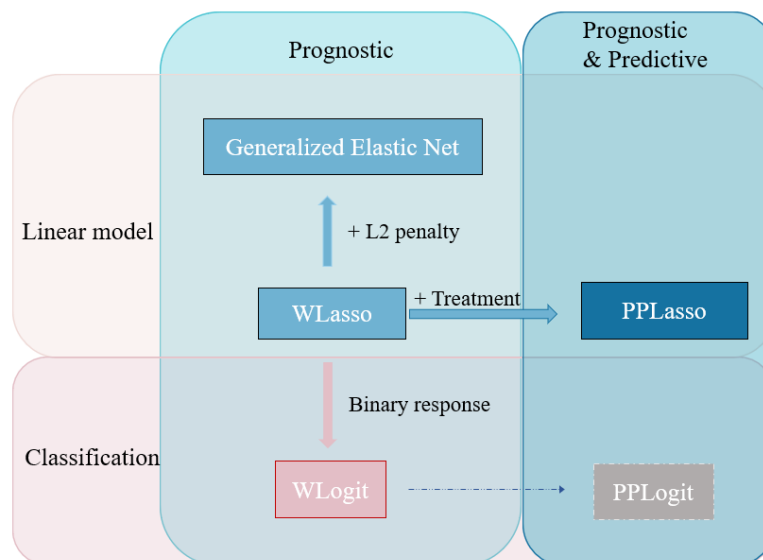 Prognostic
Prognostic
& Predictive
Generalized Elastic Net
Linear model
+ L2 penalty
WLasso
+ Treatment
PPLasso
Binary response
Classification
WLogit
PPLogit